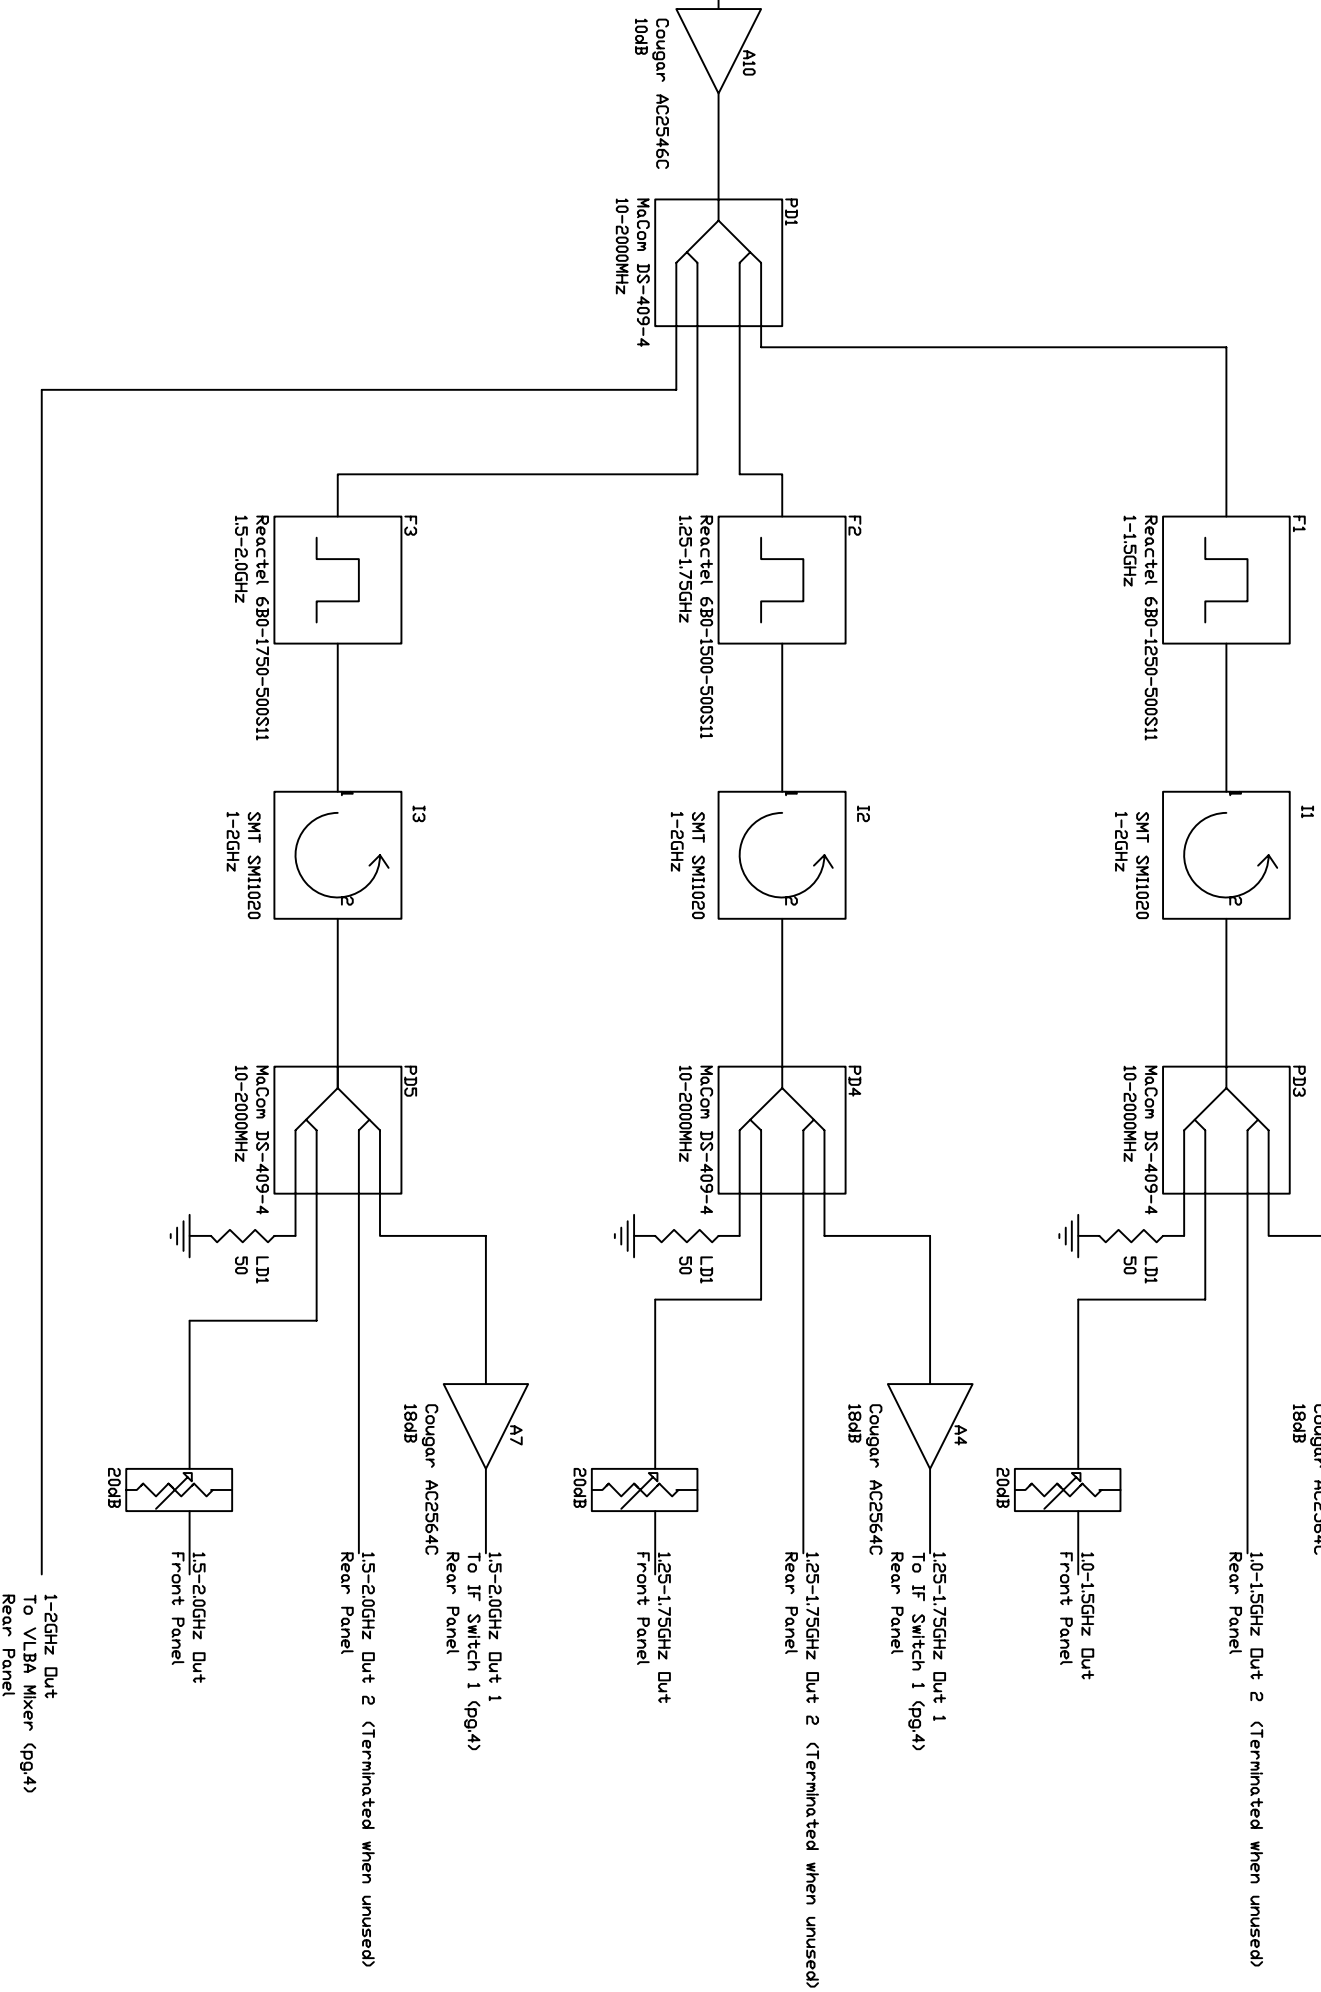 A10
Cougar AC2546C
10dB
PD1
MaCom DS-409-4
10-2000MHz
F1
Reactel 6B0-1250-500S11
1-1.5GHz
I1
1
2
SMT SMI1020
1-2GHz
PD3
MaCom DS-409-4
10-2000MHz
LD1
50
18dB
20dB
1.0-1.5GHz Out 2 (Terminated when unused)
Rear Panel
1.0-1.5GHz Out
Front Panel
F2
Reactel 6B0-1500-500S11
1.25-1.75GHz
I2
1
2
SMT SMI1020
1-2GHz
PD4
MaCom DS-409-4
10-2000MHz
LD1
50
A4
Cougar AC2564C
18dB
20dB
1.25-1.75GHz Out 1
To IF Switch 1 (pg.4)
Rear Panel
1.25-1.75GHz Out 2 (Terminated when unused)
Rear Panel
1.25-1.75GHz Out
Front Panel
F3
Reactel 6B0-1750-500S11
1.5-2.0GHz
I3
1
2
SMT SMI1020
1-2GHz
PD5
MaCom DS-409-4
10-2000MHz
LD1
50
A7
Cougar AC2564C
18dB
20dB
1.5-2.0GHz Out 1
To IF Switch 1 (pg.4)
Rear Panel
1.5-2.0GHz Out 2 (Terminated when unused)
Rear Panel
1.5-2.0GHz Out
Front Panel
1-2GHz Out
To VLBA Mixer (pg.4)
Rear Panel